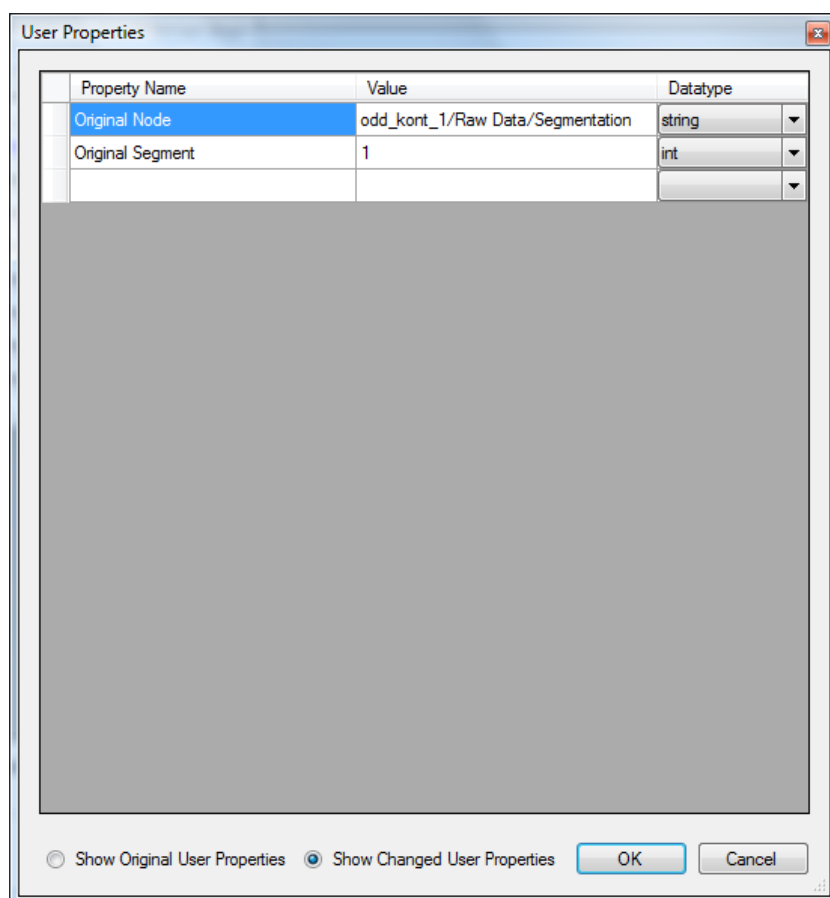 User Properties
Property Name Value Datatype
Original Node odd_kont_1/Raw Data/Segmentation string
Original Segment 1 int
Show Original User Properties Show Changed User Properties OK Cancel